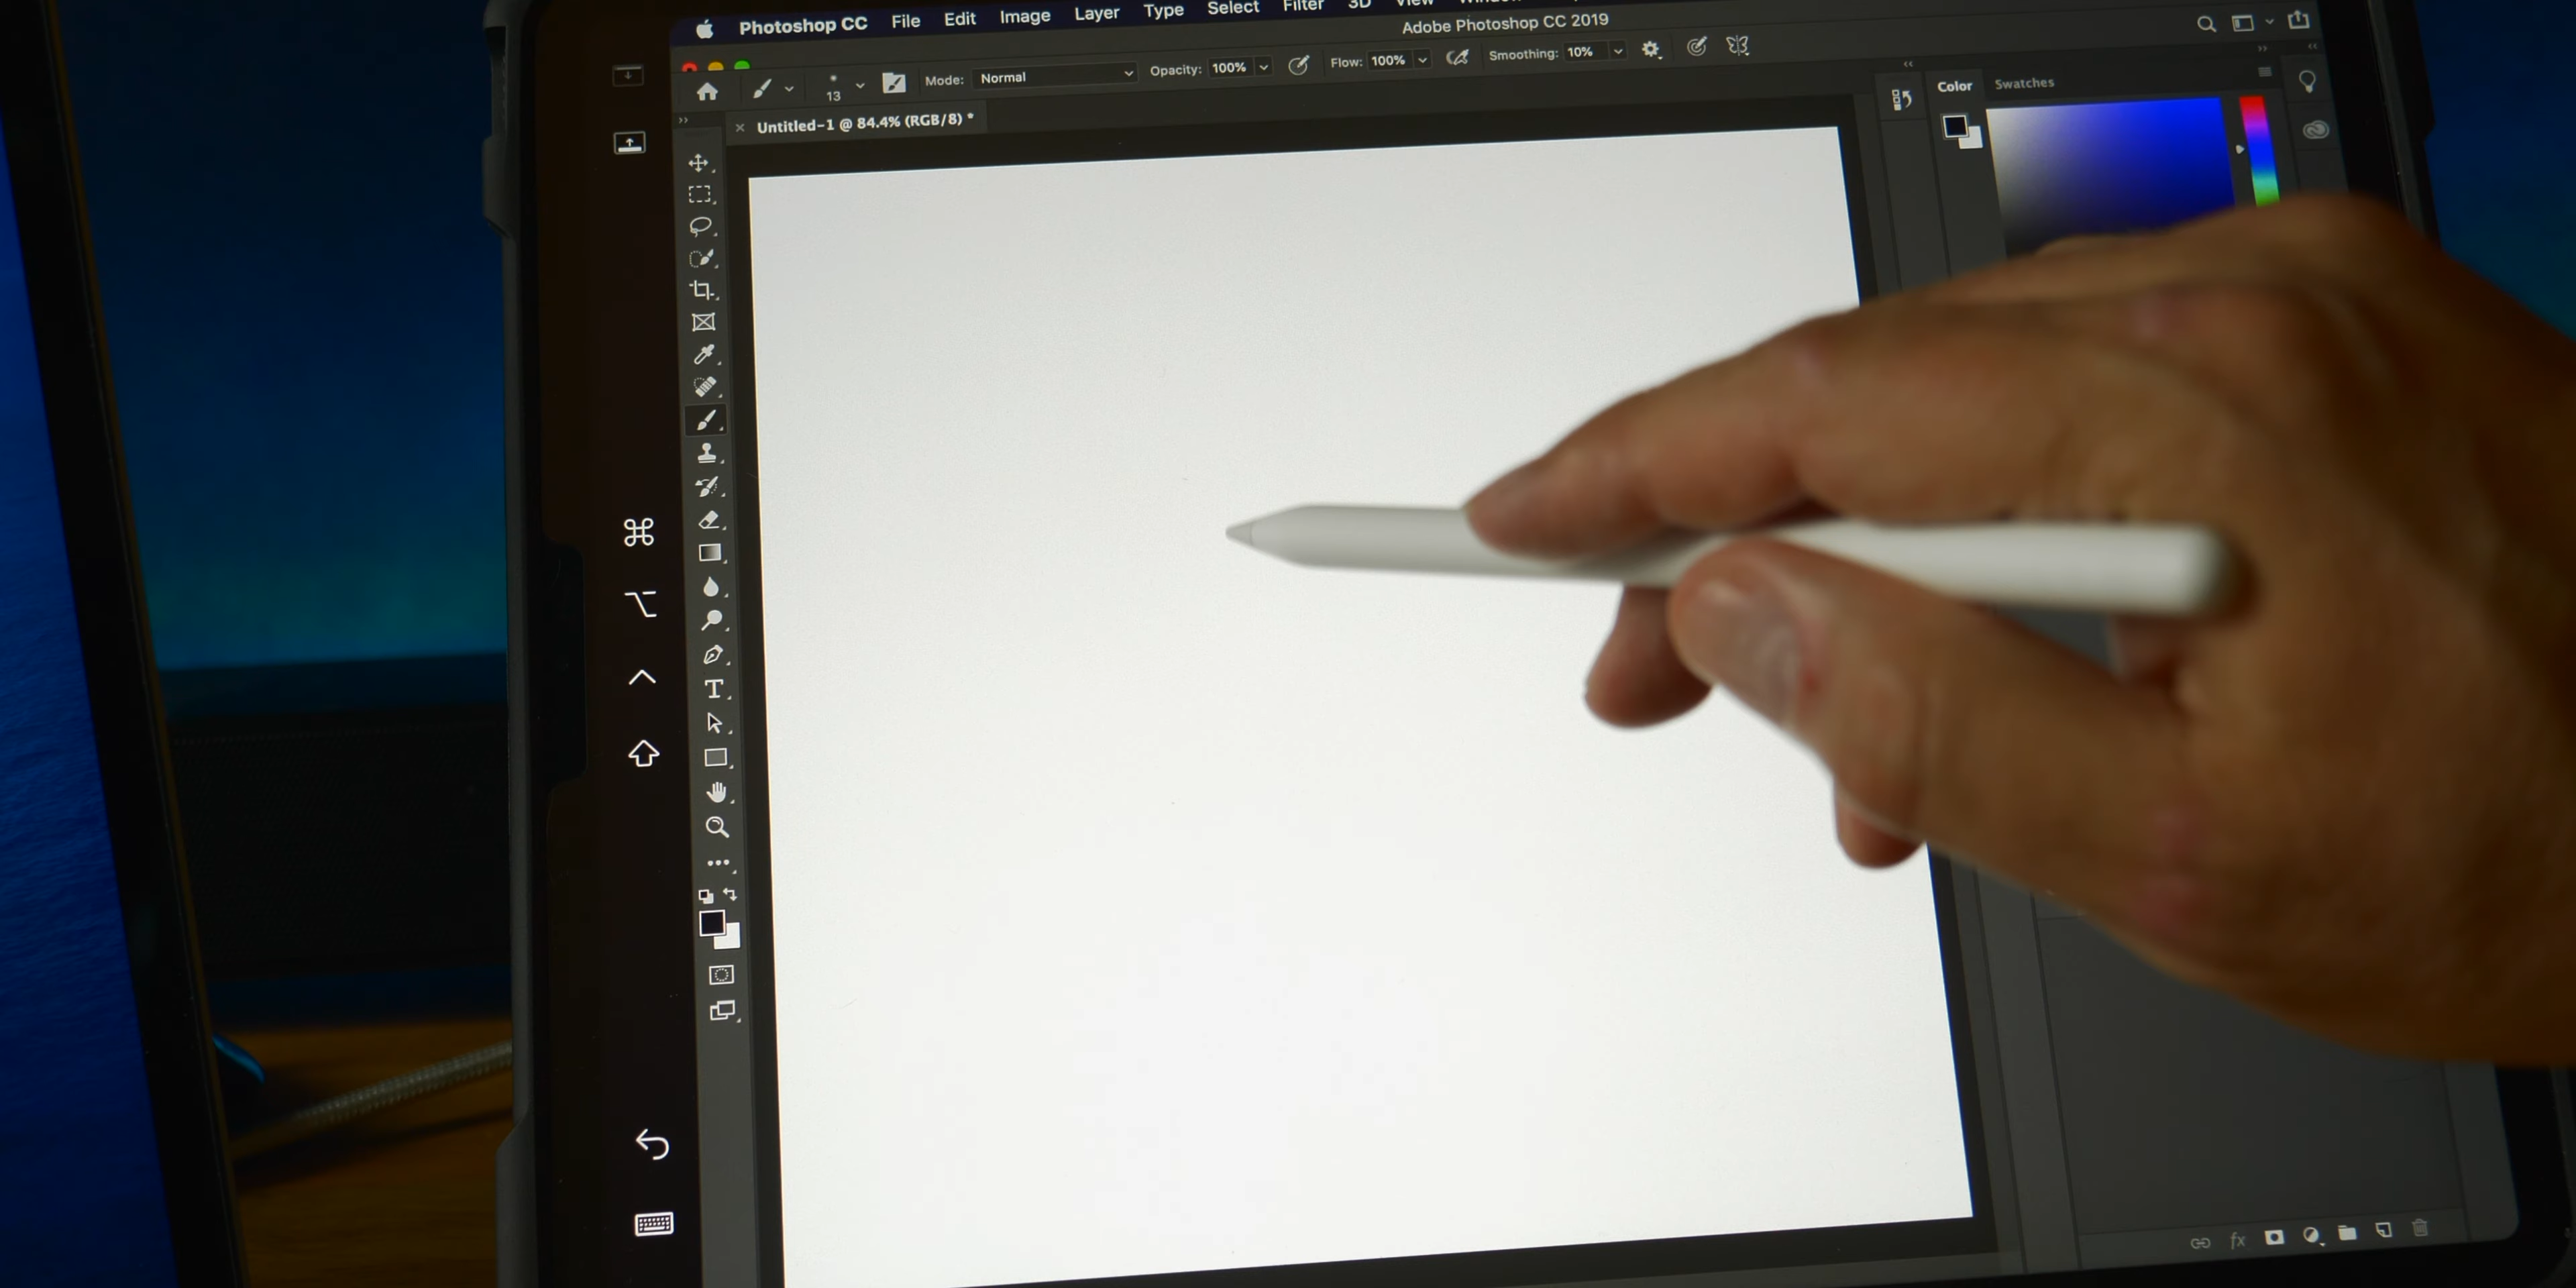 Photoshop CC File Edit Image Layer Type Select Filter 3D View
Adobe Photoshop CC 2019
13 Mode: Normal Opacity: 100% Flow: 100% Smoothing: 10%
Untitled-1 @ 84.4% (RGB/8) *
Color Swatches
T
fx